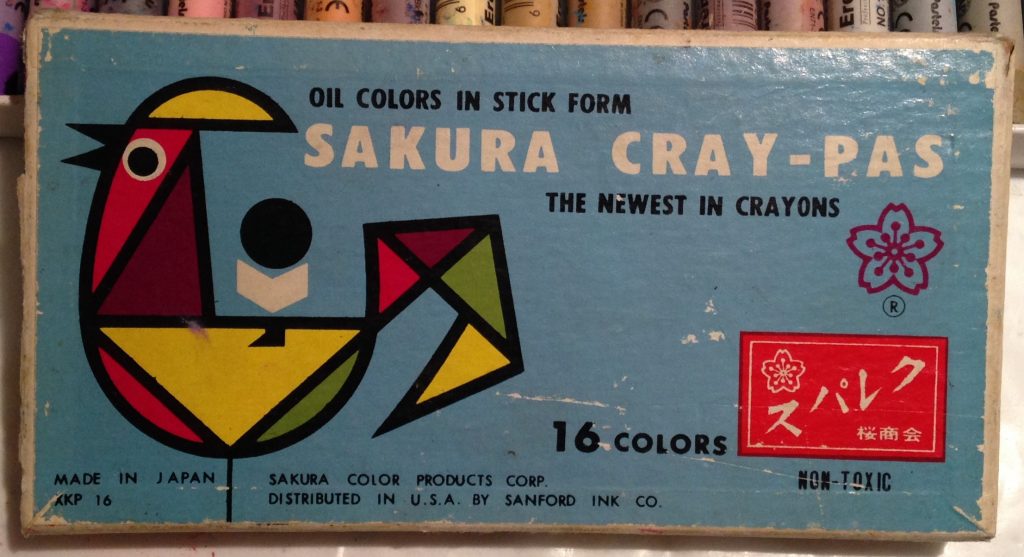 OIL COLORS IN STICK FORM
SAKURA CRAY-PAS
THE NEWEST IN CRAYONS
®
スパレク
桜商会
16 COLORS
NON-TOXIC
MADE IN JAPAN
XKP 16
SAKURA COLOR PRODUCTS CORP.
DISTRIBUTED IN U.S.A. BY SANFORD INK CO.